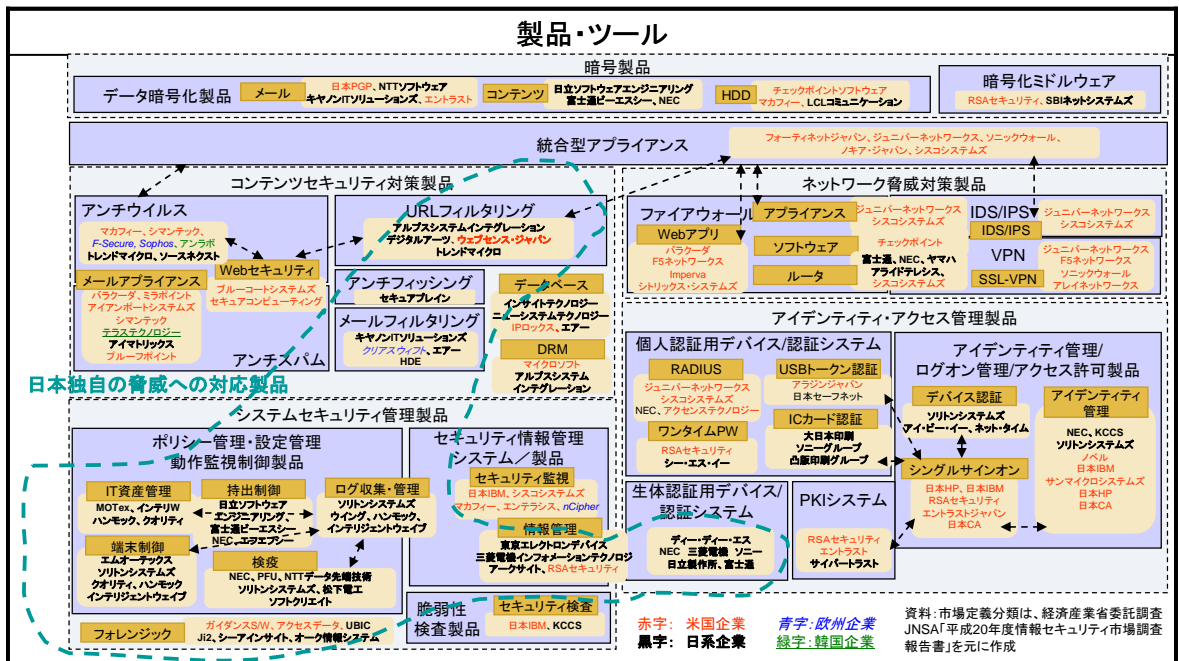 製品・ツール
暗号製品
データ暗号化製品
メール
日本PGP、NTTソフトウェア
キヤノンITソリューションズ、エントラスト
コンテンツ
日立ソフトウェアエンジニアリング
富士通ビーエスシー、NEC
HDD
チェックポイントソフトウェア
マカフィー、LCLコミュニケーション
暗号化ミドルウェア
RSAセキュリティ、SBIネットシステムズ
統合型アプライアンス
フォーティネットジャパン、ジュニパーネットワークス、ソニックウォール、
ノキア・ジャパン、シスコシステムズ
コンテンツセキュリティ対策製品
アンチウイルス
マカフィー、シマンテック、
F-Secure, Sophos、アンラボ
トレンドマイクロ、ソースネクスト
メールアプライアンス
バラクーダ、ミラポイント
アイアンポートシステムズ
シマンテック
テラステクノロジー
アイマトリックス
プルーフポイント
Webセキュリティ
ブルーコートシステムズ
セキュアコンピューティング
アンチスパム
URLフィルタリング
アルプスシステムインテグレーション
デジタルアーツ、ウェブセンス・ジャパン
トレンドマイクロ
アンチフィッシング
セキュアブレイン
メールフィルタリング
キヤノンITソリューションズ
クリアスウィフト、エアー
HDE
データベース
インサイトテクノロジー
ニューシステムテクノロジー
IPロックス、エアー
DRM
マイクロソフト
アルプスシステム
インテグレーション
ネットワーク脅威対策製品
ファイアウォール
アプライアンス
ジュニパーネットワークス
シスコシステムズ
Webアプリ
バラクーダ
F5ネットワークス
Imperva
シトリックス・システムズ
ソフトウェア
チェックポイント
富士通、NEC、ヤマハ
アライドテレシス、
シスコシステムズ
ルータ
IDS/IPS
IDS/IPS
ジュニパーネットワークス
シスコシステムズ
VPN
SSL-VPN
ジュニパーネットワークス
F5ネットワークス
ソニックウォール
アレイネットワークス
アイデンティティ・アクセス管理製品
個人認証用デバイス/認証システム
RADIUS
ジュニパーネットワークス
シスコシステムズ
NEC、アクセンステクノロジー
ワンタイムPW
RSAセキュリティ
シー・エス・イー
USBトークン認証
アラジンジャパン
日本セーフネット
ICカード認証
大日本印刷
ソニーグループ
凸版印刷グループ
アイデンティティ管理/
ログオン管理/アクセス許可製品
デバイス認証
ソリトンシステムズ
アイ・ピー・イー、ネット・タイム
アイデンティティ
管理
NEC、KCCS
ソリトンシステムズ
ノベル
日本IBM
サンマイクロシステムズ
日本HP
日本CA
シングルサインオン
日本HP、日本IBM
RSAセキュリティ
エントラストジャパン
日本CA
生体認証用デバイス/
認証システム
ディー・ディー・エス
NEC 三菱電機 ソニー
日立製作所、富士通
PKIシステム
RSAセキュリティ
エントラスト
サイバートラスト
日本独自の脅威への対応製品
システムセキュリティ管理製品
ポリシー管理・設定管理
動作監視制御製品
IT資産管理
MOTex、インテリW
ハンモック、クオリティ
持出制御
日立ソフトウェア
エンジニアリング、
富士通ビーエスシー
NEC、エフエフシー
ログ収集・管理
ソリトンシステムズ
ウイング、ハンモック、
インテリジェントウェイブ
端末制御
エムオーテックス
ソリトンシステムズ
クオリティ、ハンモック
インテリジェントウェイブ
検疫
NEC、PFU、NTTデータ先端技術
ソリトンシステムズ、松下電工
ソフトクリエイト
フォレンジック
ガイダンスS/W、アクセスデータ、UBIC
Ji2、シーアインサイト、オーク情報システム
セキュリティ情報管理
システム/製品
セキュリティ監視
日本IBM、シスコシステムズ
マカフィー、エンテラシス、nCipher
情報管理
東京エレクトロンデバイス
三菱電機インフォメーションテクノロジ
アークサイト、RSAセキュリティ
脆弱性
検査製品
セキュリティ検査
日本IBM、KCCS
赤字: 米国企業
青字:欧州企業
黒字: 日系企業
緑字:韓国企業
資料:市場定義分類は、経済産業省委託調査
JNSA「平成20年度情報セキュリティ市場調査
報告書」を元に作成